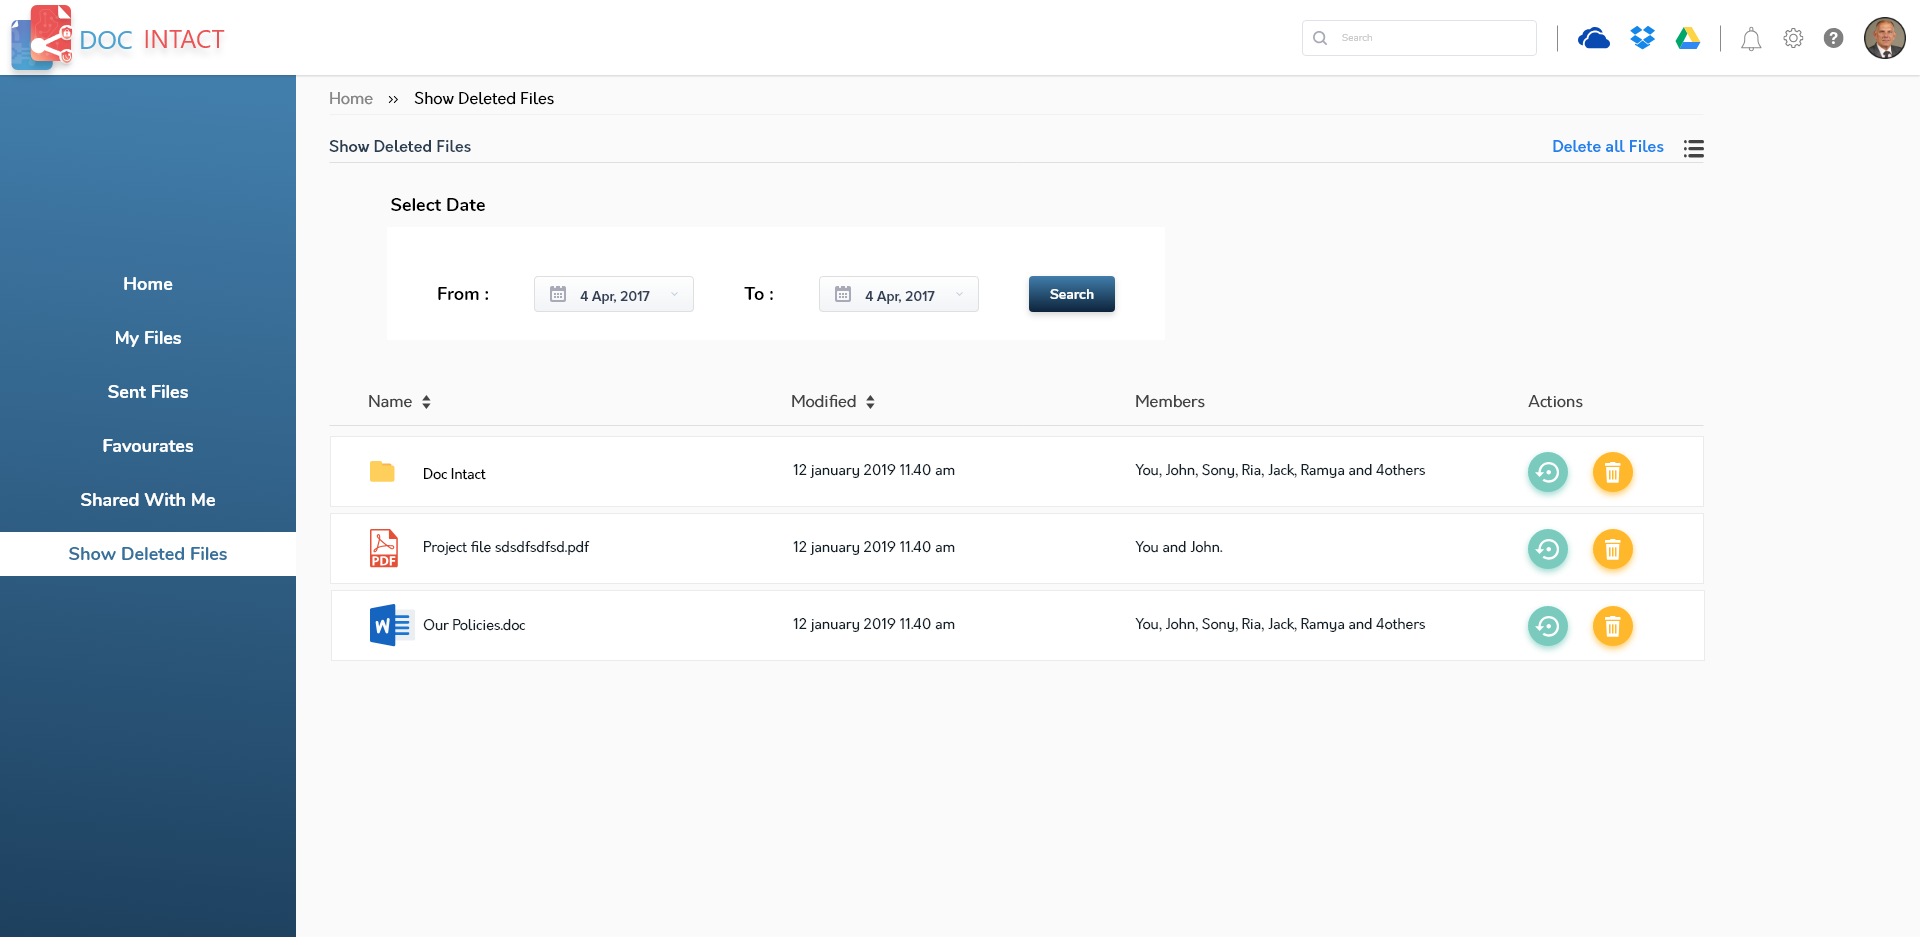 DOC INTACT
Search
Home » Show Deleted Files
Show Deleted Files
Delete all Files
Select Date
From :
4 Apr, 2017
To :
4 Apr, 2017
Search
Home
My Files
Sent Files
Favourates
Shared With Me
Show Deleted Files
Name
Modified
Members
Actions
Doc Intact
12 january 2019 11.40 am
You, John, Sony, Ria, Jack, Ramya and 4others
PDF
Project file sdsdfsdfsd.pdf
12 january 2019 11.40 am
You and John.
W
Our Policies.doc
12 january 2019 11.40 am
You, John, Sony, Ria, Jack, Ramya and 4others